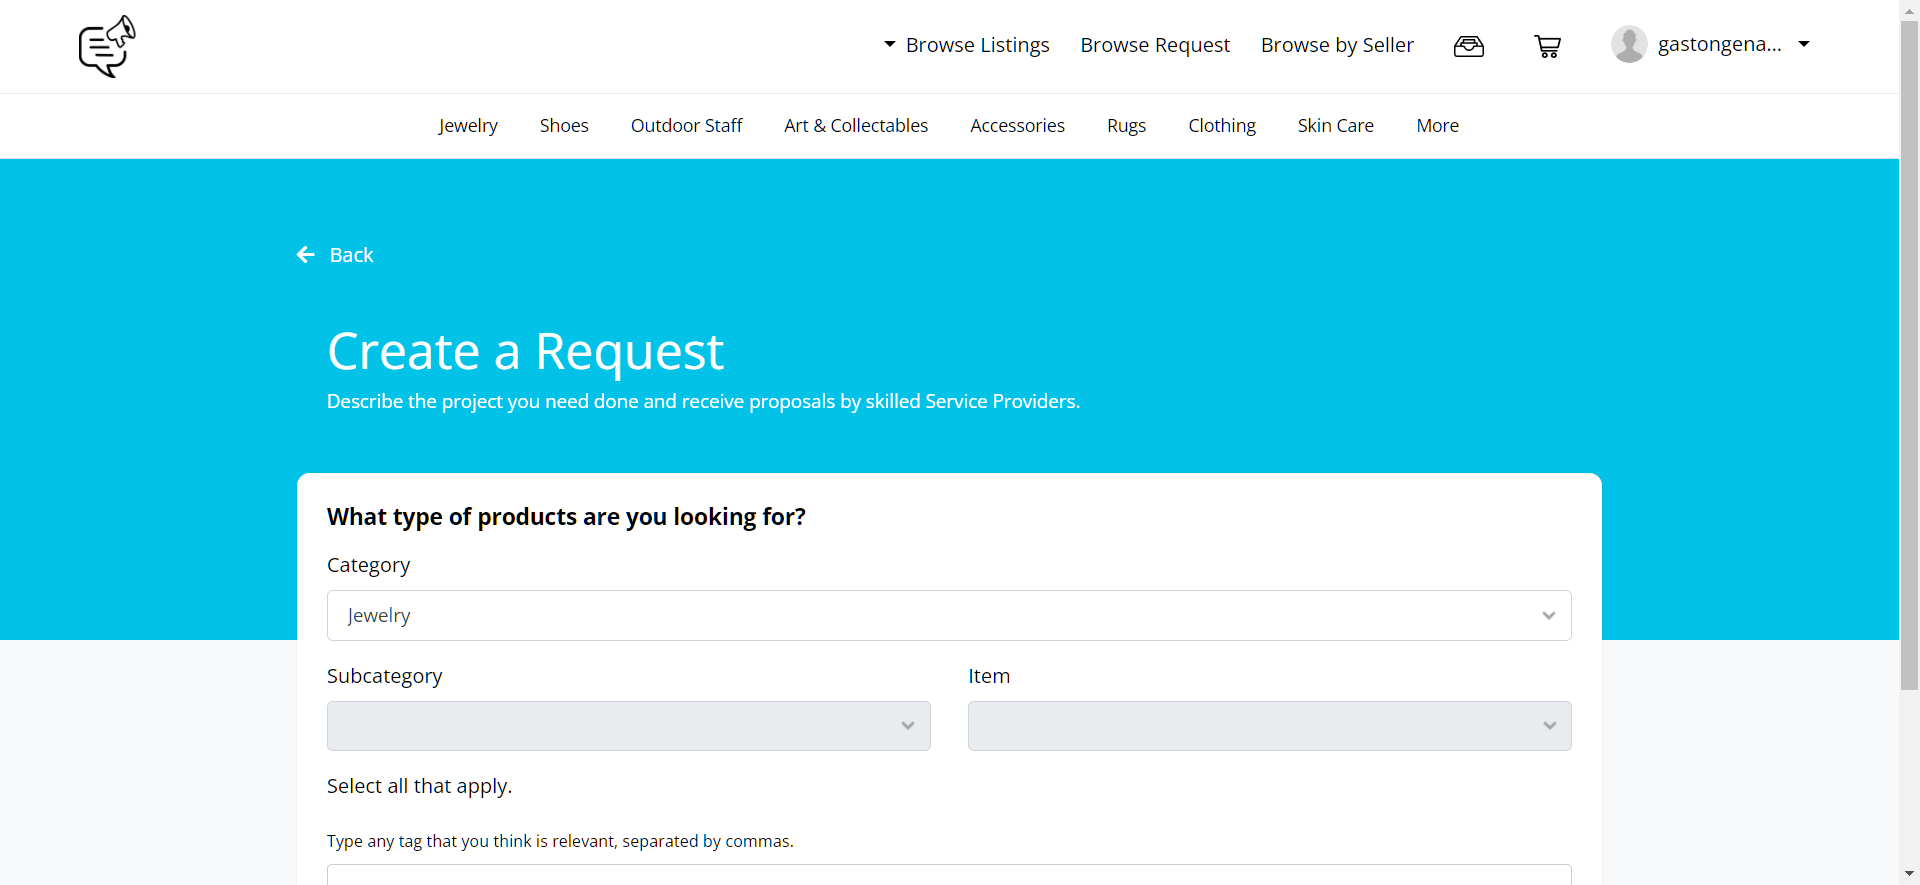 Browse Listings Browse Request Browse by Seller gastongena...
Jewelry Shoes Outdoor Staff Art & Collectables Accessories Rugs Clothing Skin Care More
Back
Create a Request
Describe the project you need done and receive proposals by skilled Service Providers.
What type of products are you looking for?
Category
Jewelry
Subcategory Item
Select all that apply.
Type any tag that you think is relevant, separated by commas.